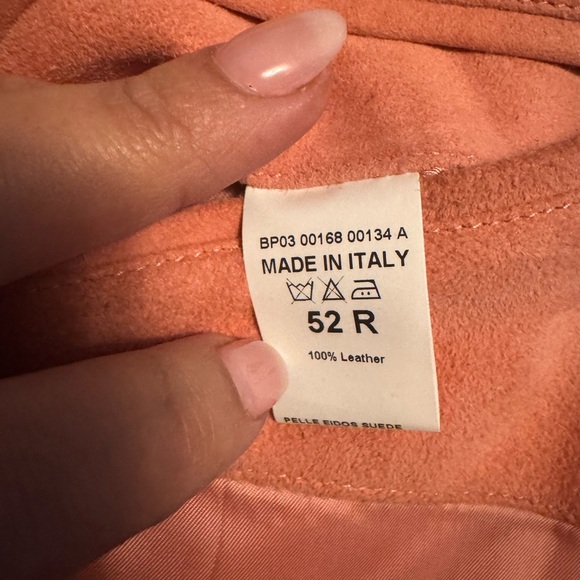 BP03 00168 00134 A
MADE IN ITALY
52 R
100% Leather
PELLE EIDOS SUEDE